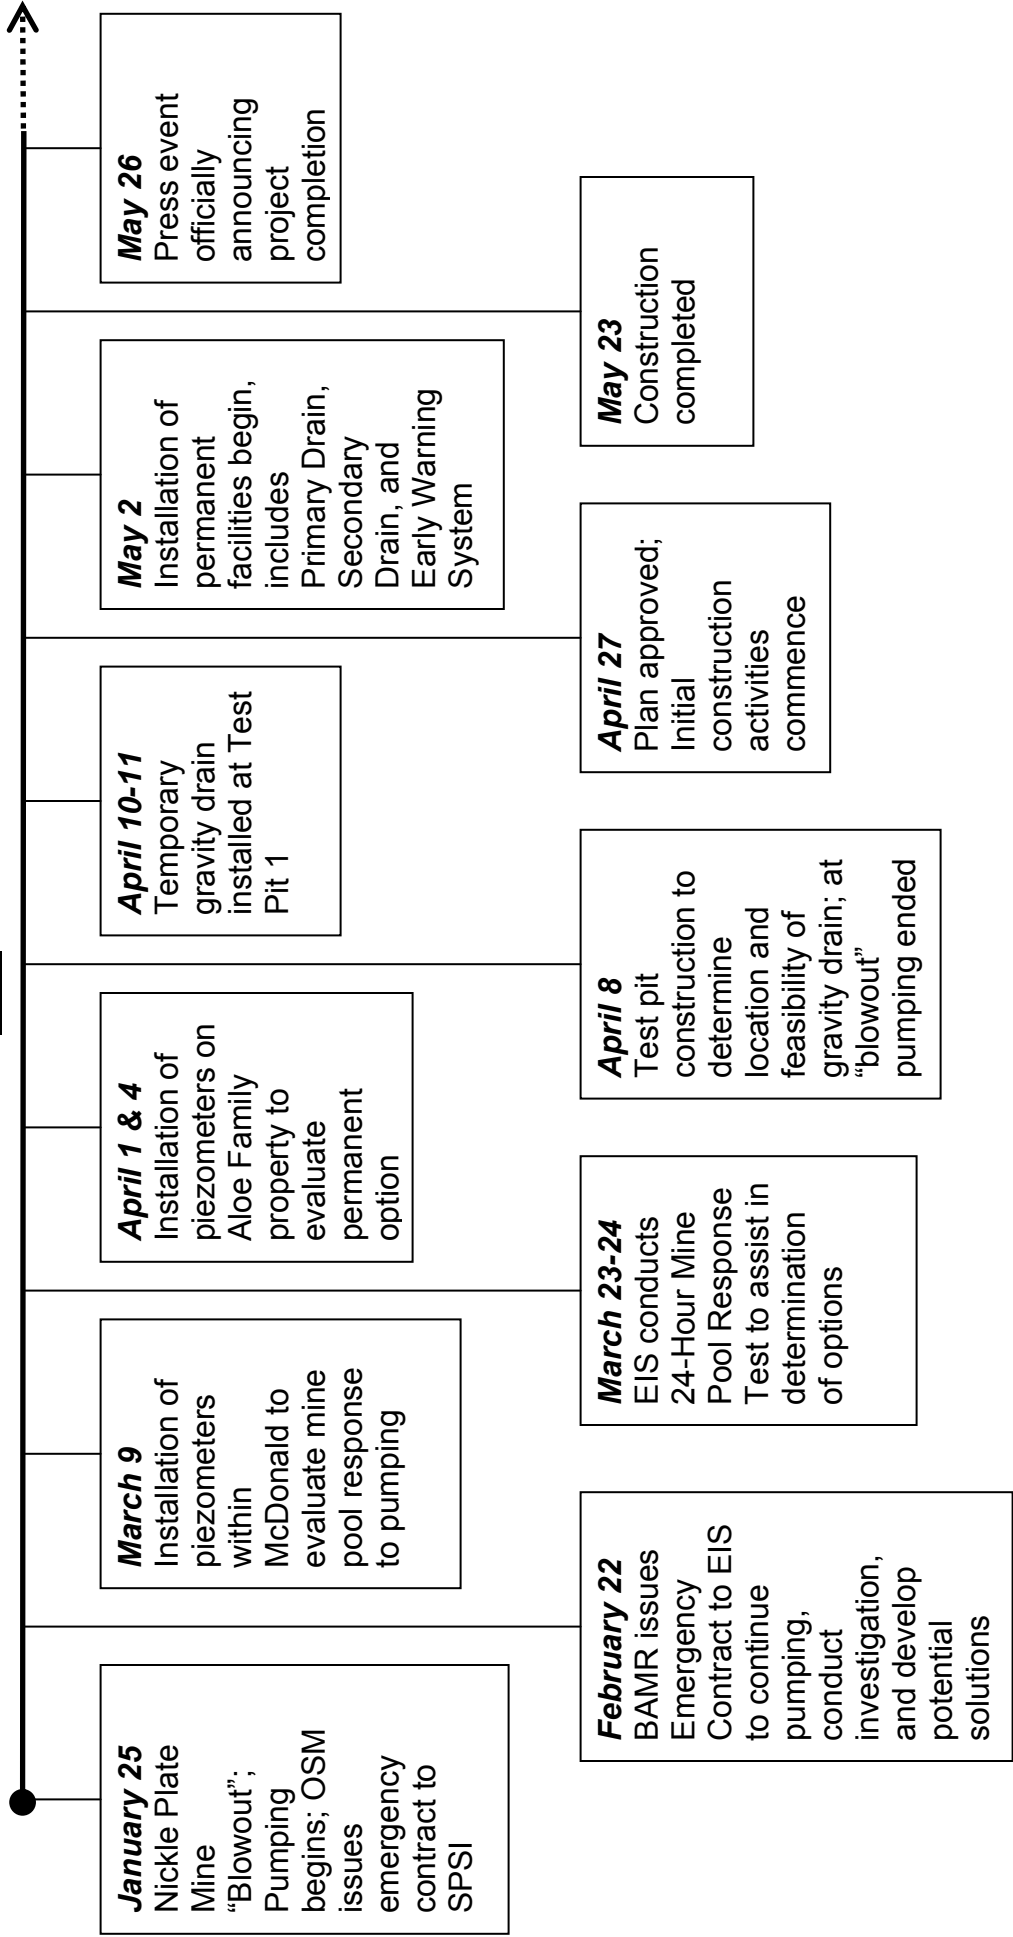 January 25
Nickle Plate
Mine
“Blowout”;
Pumping
begins; OSM
issues
emergency
contract to
SPSI
February 22
BAMR issues
Emergency
Contract to EIS
to continue
pumping,
conduct
investigation,
and develop
potential
solutions
March 9
Installation of
piezometers
within
McDonald to
evaluate mine
pool response
to pumping
March 23-24
EIS conducts
24-Hour Mine
Pool Response
Test to assist in
determination
of options
April 1 & 4
Installation of
piezometers on
Aloe Family
property to
evaluate
permanent
option
April 8
Test pit
construction to
determine
location and
feasibility of
gravity drain; at
“blowout”
pumping ended
April 10-11
Temporary
gravity drain
installed at Test
Pit 1
April 27
Plan approved;
Initial
construction
activities
commence
May 2
Installation of
permanent
facilities begin,
includes
Primary Drain,
Secondary
Drain, and
Early Warning
System
May 23
Construction
completed
May 26
Press event
officially
announcing
project
completion